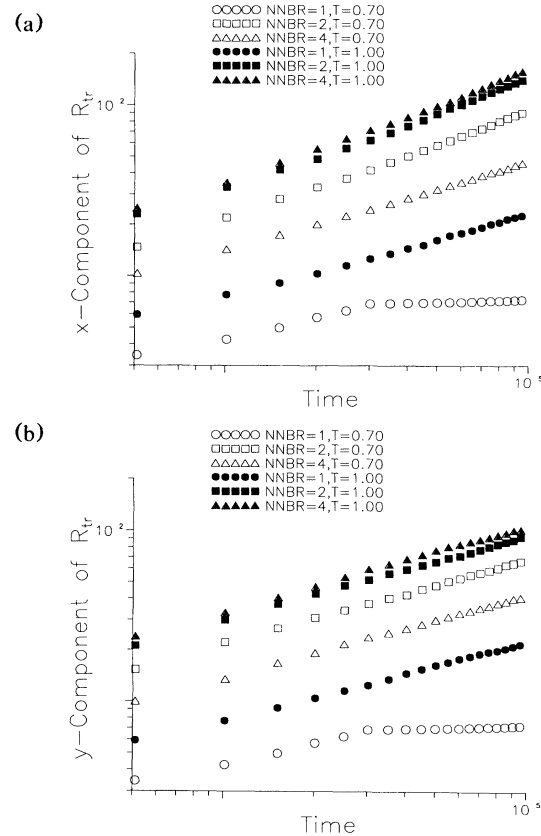 (a)
○○○○○ NNBR=1,T=0.70
□□□□□ NNBR=2,T=0.70
△△△△△ NNBR=4,T=0.70
●●●●● NNBR=1,T=1.00
■■■■■ NNBR=2,T=1.00
▲▲▲▲▲ NNBR=4,T=1.00
10²
x-Component of R_tr
10⁵
Time
(b)
○○○○○ NNBR=1,T=0.70
□□□□□ NNBR=2,T=0.70
△△△△△ NNBR=4,T=0.70
●●●●● NNBR=1,T=1.00
■■■■■ NNBR=2,T=1.00
▲▲▲▲▲ NNBR=4,T=1.00
10²
y-Component of R_tr
10⁵
Time